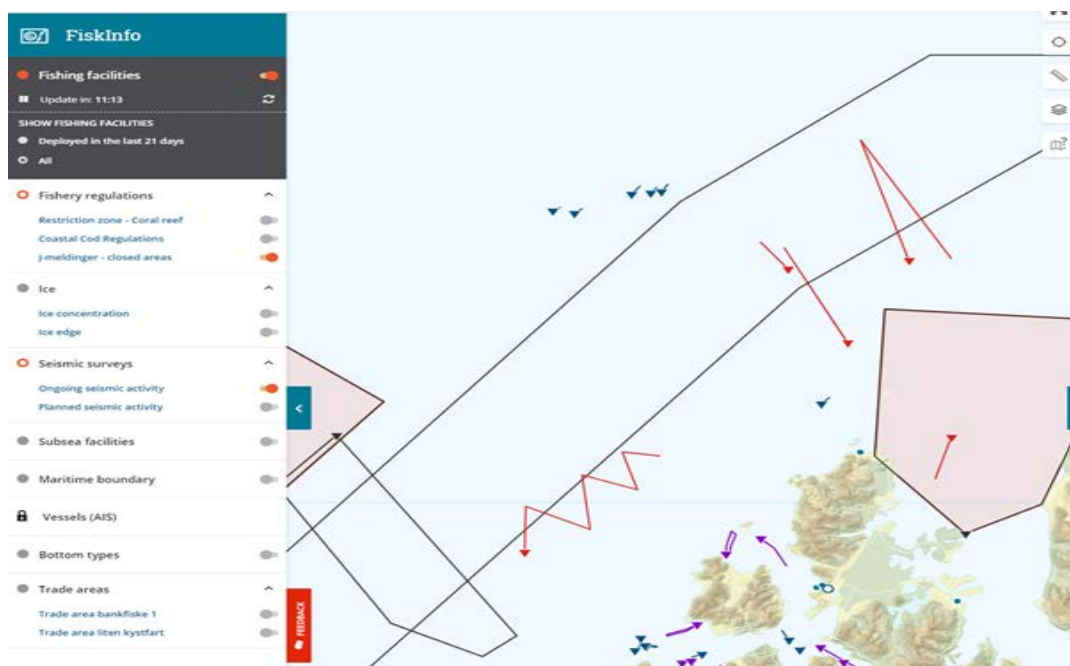 FiskInfo
Fishing facilities
Update in: 11:13
SHOW FISHING FACILITIES
Deployed in the last 21 days
All
Fishery regulations
Restriction zone - Coral reef
Coastal Cod Regulations
J-meldinger - closed areas
Ice
Ice concentration
Ice edge
Seismic surveys
Ongoing seismic activity
Planned seismic activity
Subsea facilities
Maritime boundary
Vessels (AIS)
Bottom types
Trade areas
Trade area bankfiske 1
Trade area liten kystfart
FEEDBACK